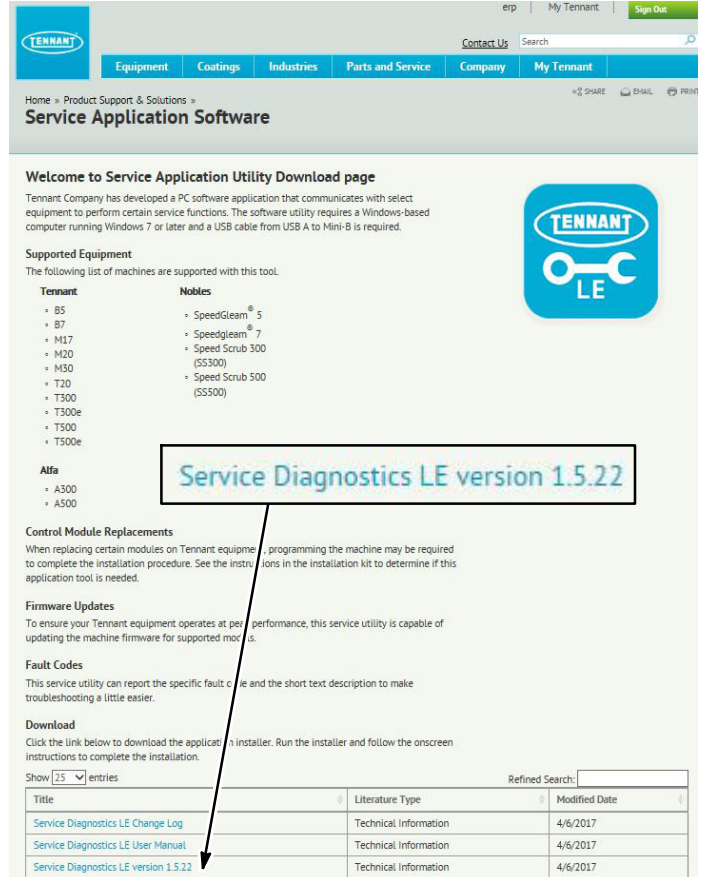 erp | My Tennant | Sign Out
TENNANT
Contact Us Search
Equipment Coatings Industries Parts and Service Company My Tennant
SHARE EMAIL PRINT
Home » Product Support & Solutions »
Service Application Software
Welcome to Service Application Utility Download page
Tennant Company has developed a PC software application that communicates with select
equipment to perform certain service functions. The software utility requires a Windows-based
computer running Windows 7 or later and a USB cable from USB A to Mini-B is required.
TENNANT
LE
Supported Equipment
The following list of machines are supported with this tool.
Tennant
◦ B5
◦ B7
◦ M17
◦ M20
◦ M30
◦ T20
◦ T300
◦ T300e
◦ T500
◦ T500e
Nobles
◦ SpeedGleam® 5
◦ Speedgleam® 7
◦ Speed Scrub 300
(SS300)
◦ Speed Scrub 500
(SS500)
Alfa
◦ A300
◦ A500
Service Diagnostics LE version 1.5.22
Control Module Replacements
When replacing certain modules on Tennant equipment, programming the machine may be required
to complete the installation procedure. See the instructions in the installation kit to determine if this
application tool is needed.
Firmware Updates
To ensure your Tennant equipment operates at peak performance, this service utility is capable of
updating the machine firmware for supported models.
Fault Codes
This service utility can report the specific fault code and the short text description to make
troubleshooting a little easier.
Download
Click the link below to download the application installer. Run the installer and follow the onscreen
instructions to complete the installation.
Show 25 entries Refined Search:
Title Literature Type Modified Date
Service Diagnostics LE Change Log Technical Information 4/6/2017
Service Diagnostics LE User Manual Technical Information 4/6/2017
Service Diagnostics LE version 1.5.22 Technical Information 4/6/2017